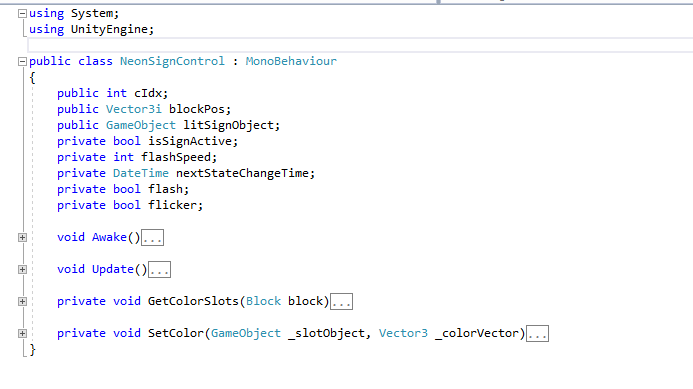 using System;
using UnityEngine;
public class NeonSignControl : MonoBehaviour
{
public int cIdx;
public Vector3i blockPos;
public GameObject litSignObject;
private bool isSignActive;
private int flashSpeed;
private DateTime nextStateChangeTime;
private bool flash;
private bool flicker;
void Awake()...
void Update()...
private void GetColorSlots(Block block)...
private void SetColor(GameObject _slotObject, Vector3 _colorVector)...
}